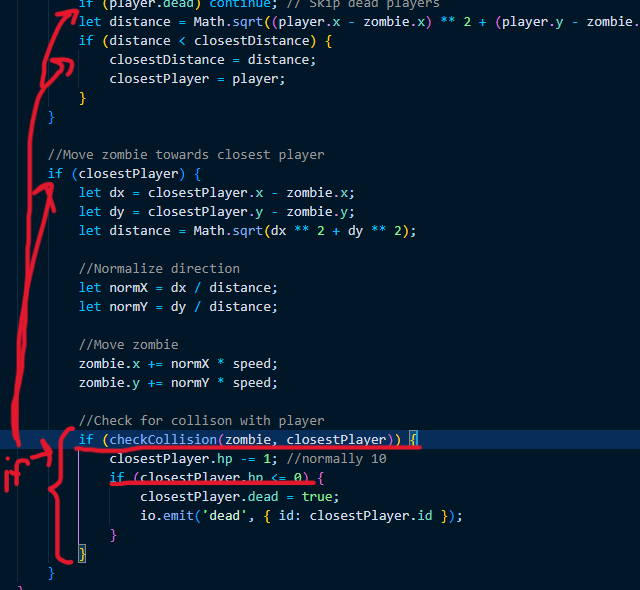 if (player.dead) continue; // Skip dead players
let distance = Math.sqrt((player.x - zombie.x) ** 2 + (player.y - zombie.
if (distance < closestDistance) {
closestDistance = distance;
closestPlayer = player;
}
}
//Move zombie towards closest player
if (closestPlayer) {
let dx = closestPlayer.x - zombie.x;
let dy = closestPlayer.y - zombie.y;
let distance = Math.sqrt(dx ** 2 + dy ** 2);
//Normalize direction
let normX = dx / distance;
let normY = dy / distance;
//Move zombie
zombie.x += normX * speed;
zombie.y += normY * speed;
//Check for collison with player
if (checkCollision(zombie, closestPlayer)) {
if
closestPlayer.hp -= 1; //normally 10
if (closestPlayer.hp <= 0) {
closestPlayer.dead = true;
io.emit('dead', { id: closestPlayer.id });
}
}
}
}